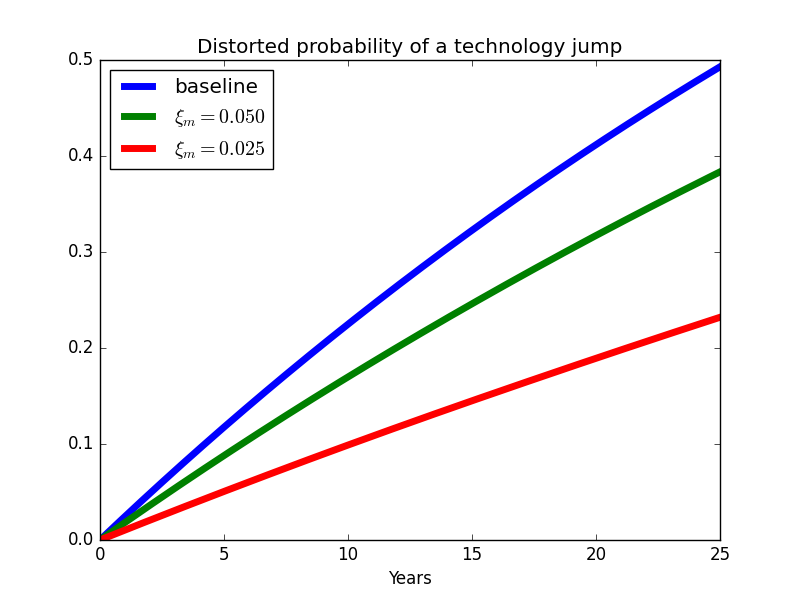 Distorted probability of a technology jump
baseline
ξₘ = 0.050
ξₘ = 0.025
0.5
0.4
0.3
0.2
0.1
0.0
0 5 10 15 20 25
Years